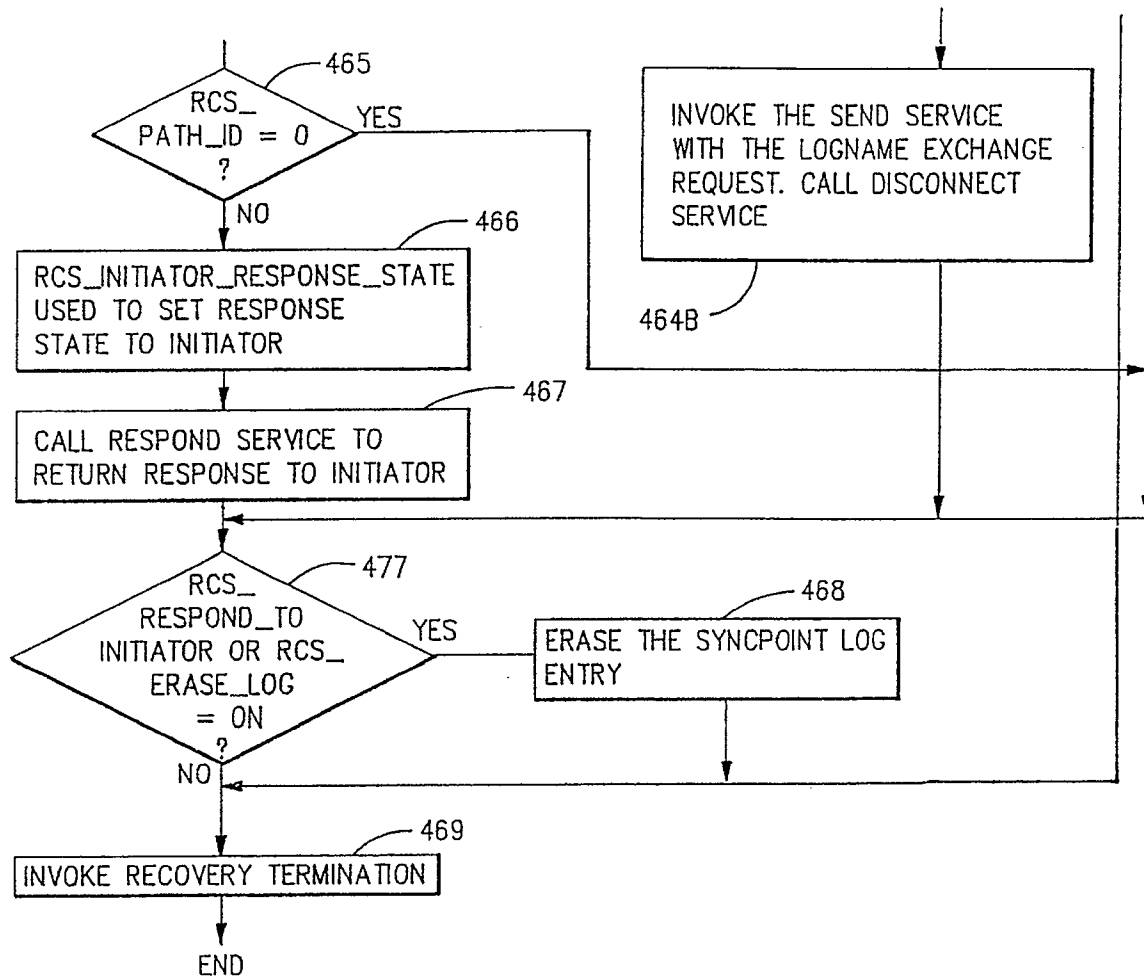 465
RCS_
PATH_ID = 0
?
YES
NO
INVOKE THE SEND SERVICE
WITH THE LOGNAME EXCHANGE
REQUEST. CALL DISCONNECT
SERVICE
464B
466
RCS_INITIATOR_RESPONSE_STATE
USED TO SET RESPONSE
STATE TO INITIATOR
467
CALL RESPOND SERVICE TO
RETURN RESPONSE TO INITIATOR
477
RCS_
RESPOND_TO
INITIATOR OR RCS_
ERASE_LOG
= ON
?
YES
NO
468
ERASE THE SYNCPOINT LOG
ENTRY
469
INVOKE RECOVERY TERMINATION
END